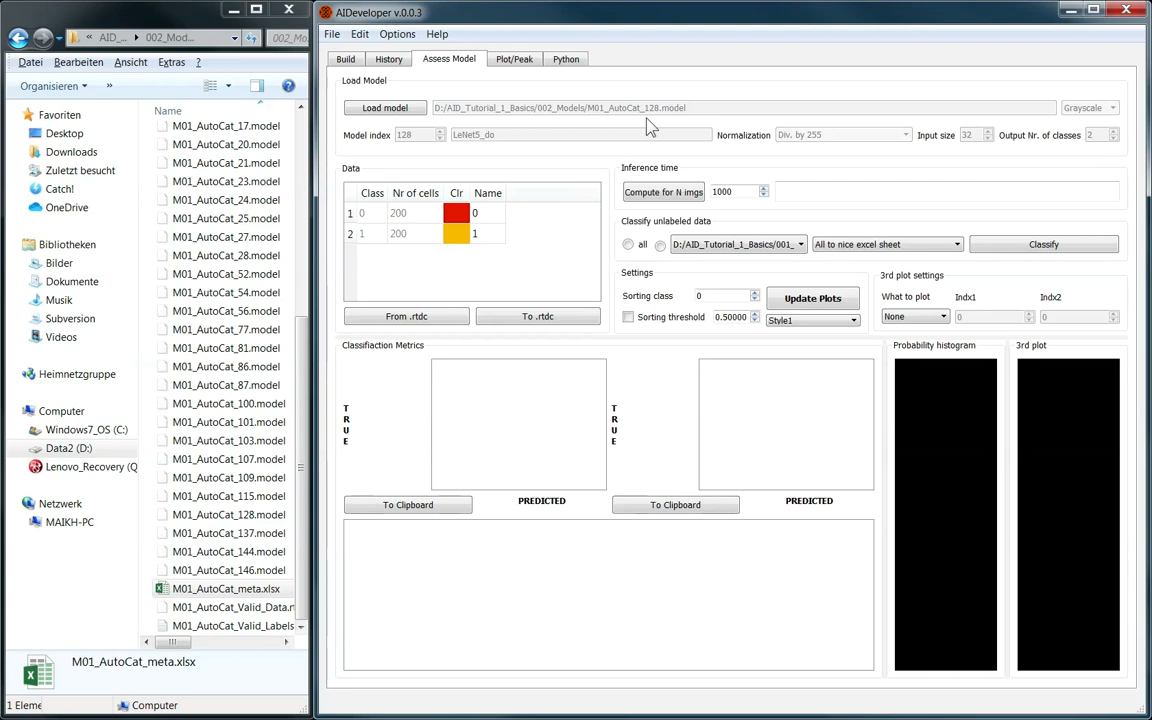 « AID_... ▸ 002_Mod...
002_Mo
Datei Bearbeiten Ansicht Extras ?
Organisieren »
Favoriten
Desktop
Downloads
Zuletzt besucht
Catch!
OneDrive
Bibliotheken
Bilder
Dokumente
Musik
Subversion
Videos
Heimnetzgruppe
Computer
Windows7_OS (C:)
Data2 (D:)
Lenovo_Recovery (Q
Netzwerk
MAIKH-PC
Name
M01_AutoCat_17.model
M01_AutoCat_20.model
M01_AutoCat_21.model
M01_AutoCat_23.model
M01_AutoCat_24.model
M01_AutoCat_25.model
M01_AutoCat_27.model
M01_AutoCat_28.model
M01_AutoCat_52.model
M01_AutoCat_54.model
M01_AutoCat_56.model
M01_AutoCat_77.model
M01_AutoCat_81.model
M01_AutoCat_86.model
M01_AutoCat_87.model
M01_AutoCat_100.model
M01_AutoCat_101.model
M01_AutoCat_103.model
M01_AutoCat_107.model
M01_AutoCat_109.model
M01_AutoCat_115.model
M01_AutoCat_128.model
M01_AutoCat_137.model
M01_AutoCat_144.model
M01_AutoCat_146.model
M01_AutoCat_meta.xlsx
M01_AutoCat_Valid_Data.r
M01_AutoCat_Valid_Labels
M01_AutoCat_meta.xlsx
1 Eleme Computer
AIDeveloper v.0.0.3
File Edit Options Help
Build History Assess Model Plot/Peak Python
Load Model
Load model D:/AID_Tutorial_1_Basics/002_Models/M01_AutoCat_128.model Grayscale
Model index 128 LeNet5_do Normalization Div. by 255 Input size 32 Output Nr. of classes 2
Data
Class Nr of cells Clr Name
1 0 200 0
2 1 200 1
From .rtdc To .rtdc
Inference time
Compute for N imgs 1000
Classify unlabeled data
all D:/AID_Tutorial_1_Basics/001_ All to nice excel sheet Classify
Settings
Sorting class 0 Update Plots
Sorting threshold 0.50000 Style1
3rd plot settings
What to plot Indx1 Indx2
None 0 0
Classifiaction Metrics
TRUE
PREDICTED
To Clipboard
TRUE
PREDICTED
To Clipboard
Probability histogram
3rd plot